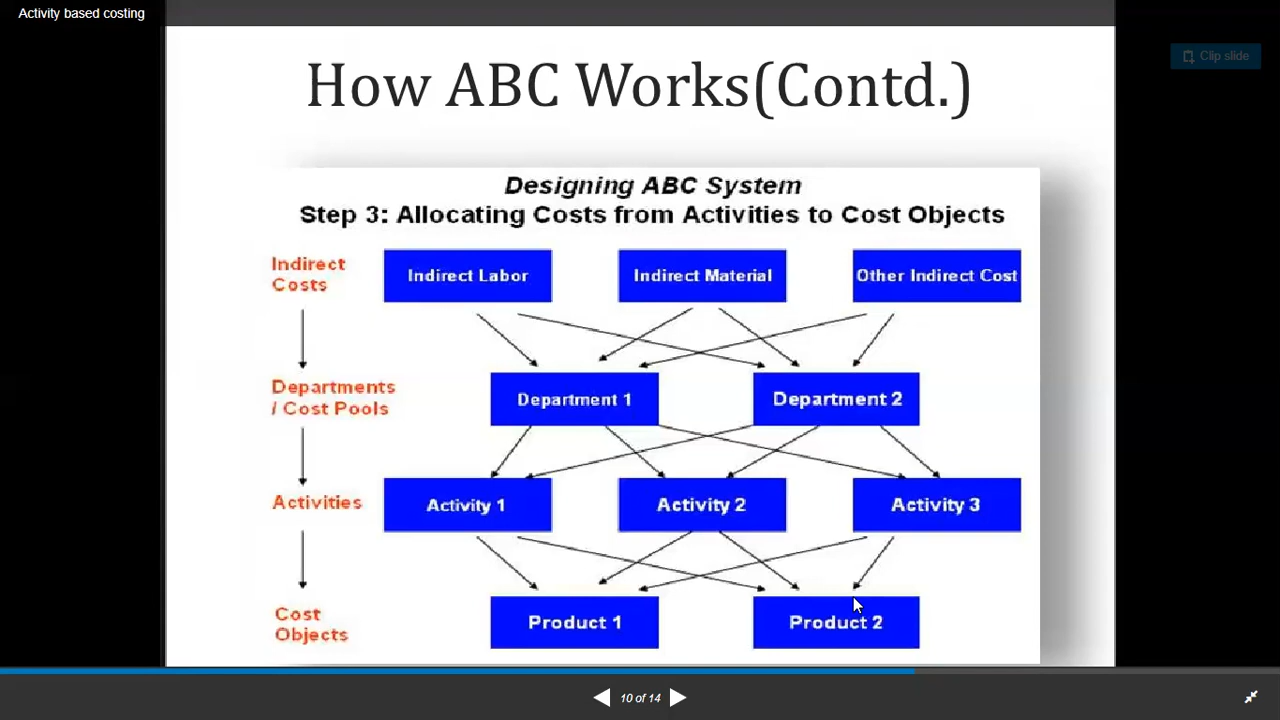 Activity based costing
Clip slide
How ABC Works(Contd.)
Designing ABC System
Step 3: Allocating Costs from Activities to Cost Objects
Indirect
Costs
Indirect Labor
Indirect Material
Other Indirect Cost
Departments
/ Cost Pools
Department 1
Department 2
Activities
Activity 1
Activity 2
Activity 3
Cost
Objects
Product 1
Product 2
10 of 14